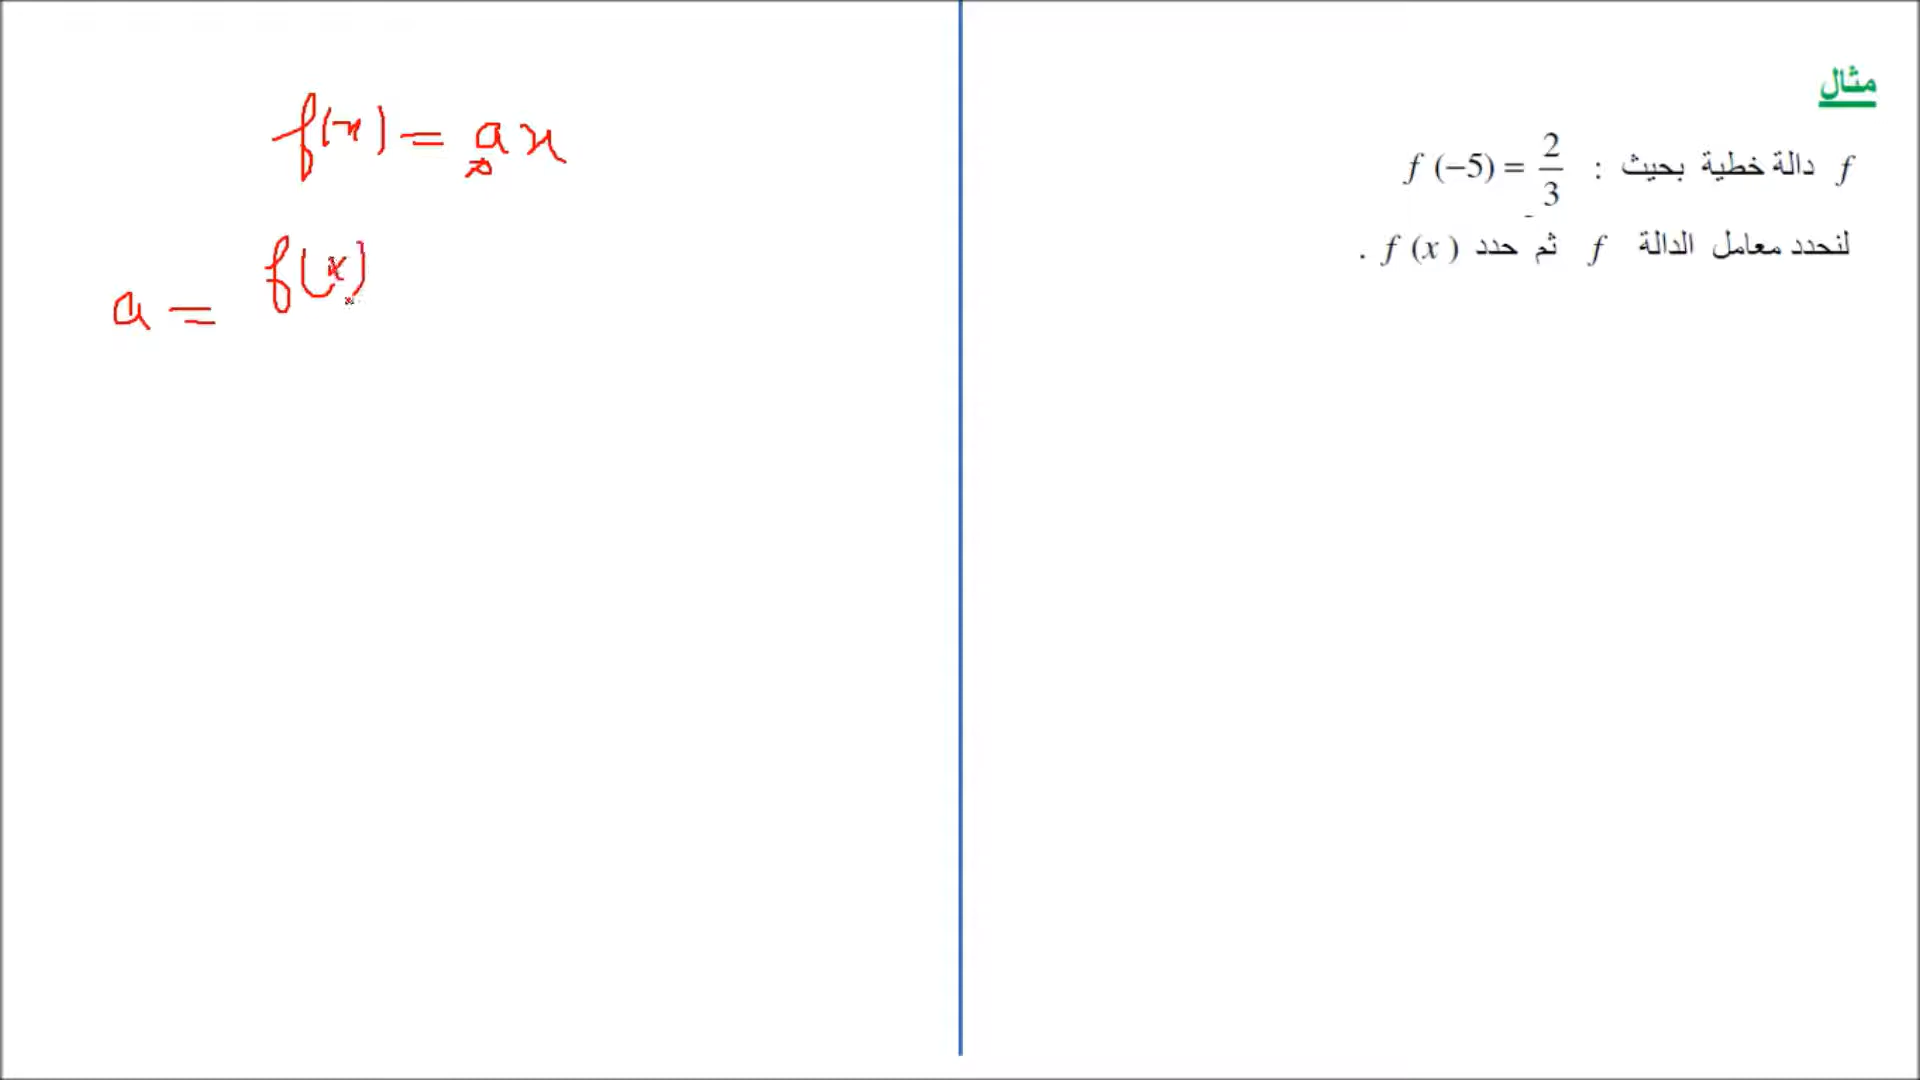 مثال
f دالة خطية بحيث : f (−5) = 2/3
لنحدد معامل الدالة f ثم حدد f (x) .
f(x) = ax
a = f(x)